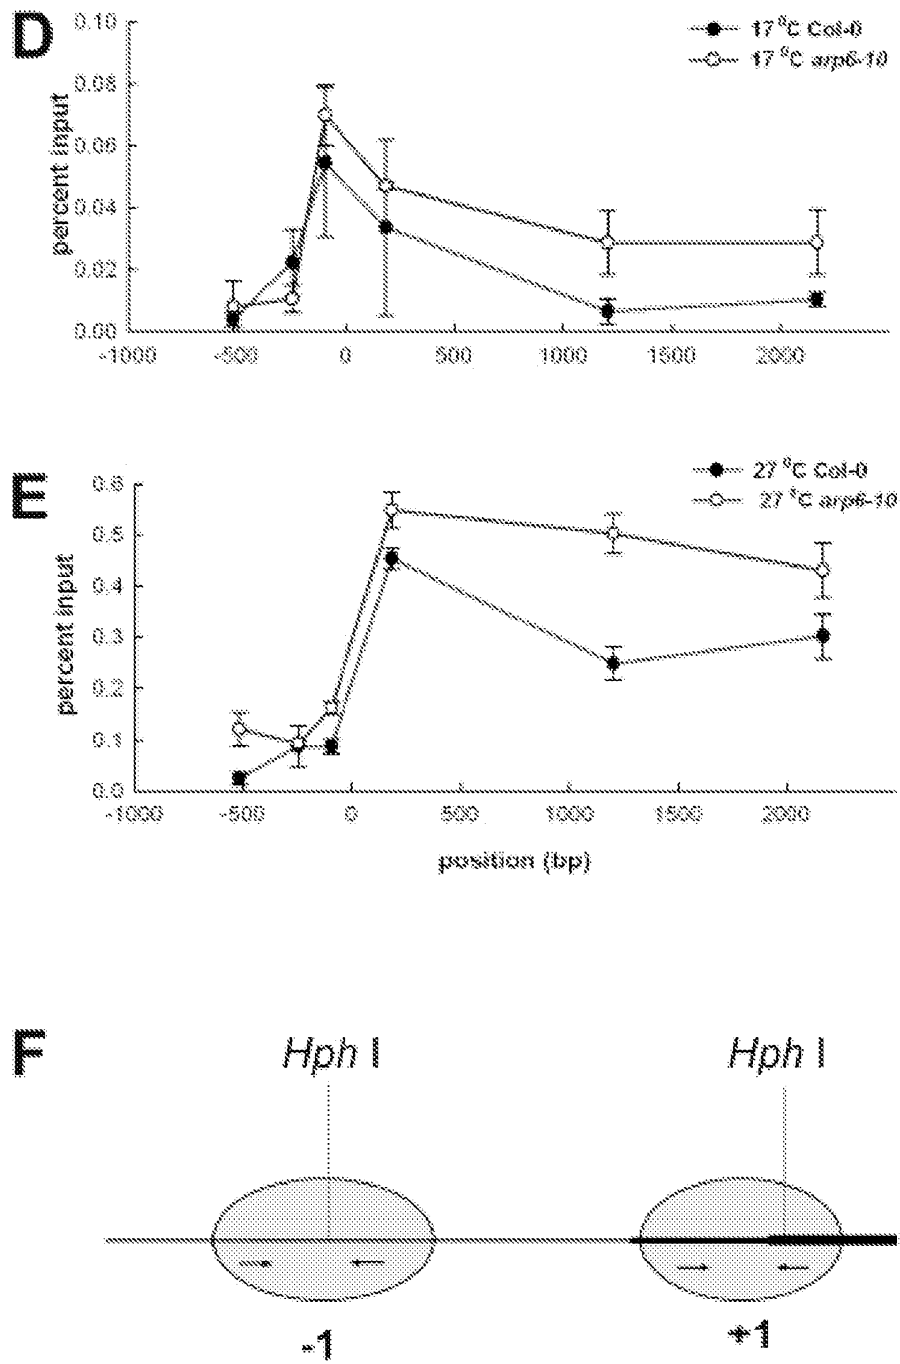 D
0.10
17 ⁰C Col-0
17 ⁰C arp6-10
0.08
0.06
0.04
0.02
0.00
percent input
-1000 -500 0 500 1000 1500 2000
E
27 ⁰C Col-0
27 °C arp6-10
0.6
0.5
0.4
0.3
0.2
0.1
0.0
percent input
-1000 -500 0 500 1000 1500 2000
position (bp)
F
Hph I Hph I
-1 +1